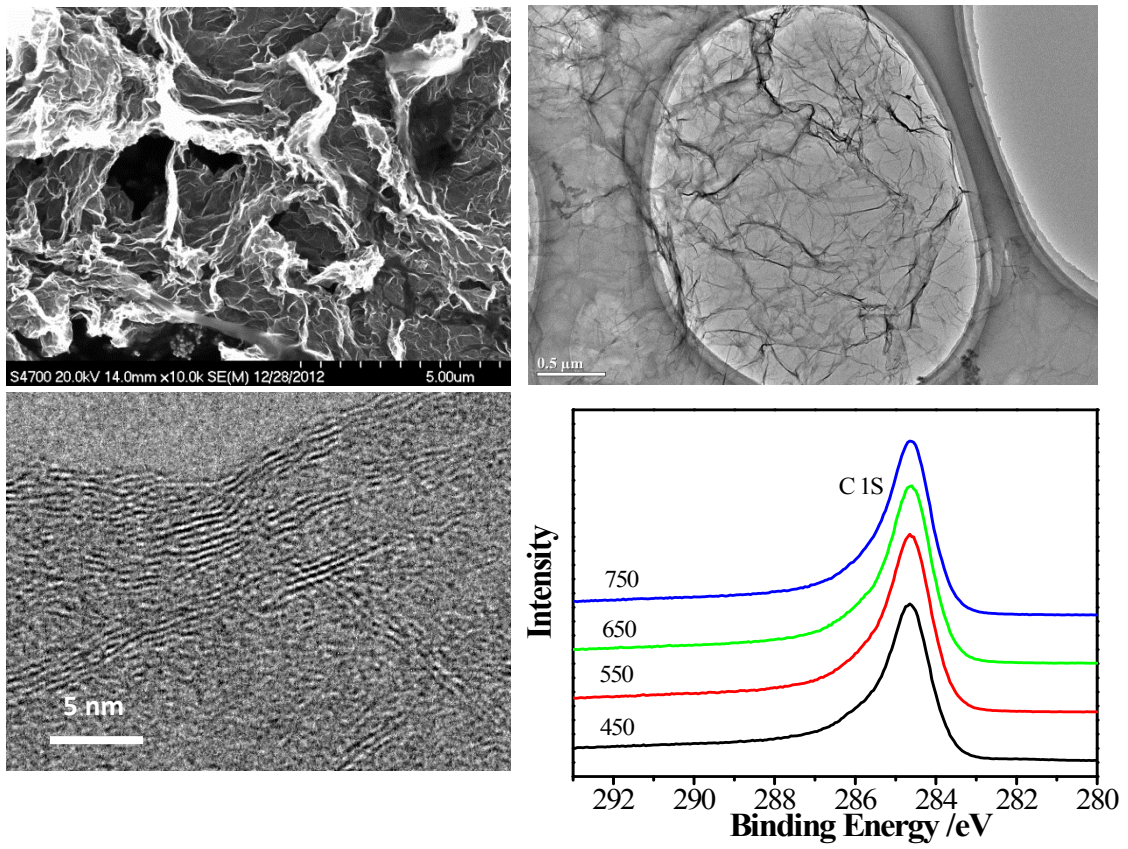 S4700 20.0kV 14.0mm x10.0k SE(M) 12/28/2012 5.00um
0.5 μm
5 nm
C 1S
750
650
550
450
Intensity
292 290 288 286 284 282 280
Binding Energy /eV